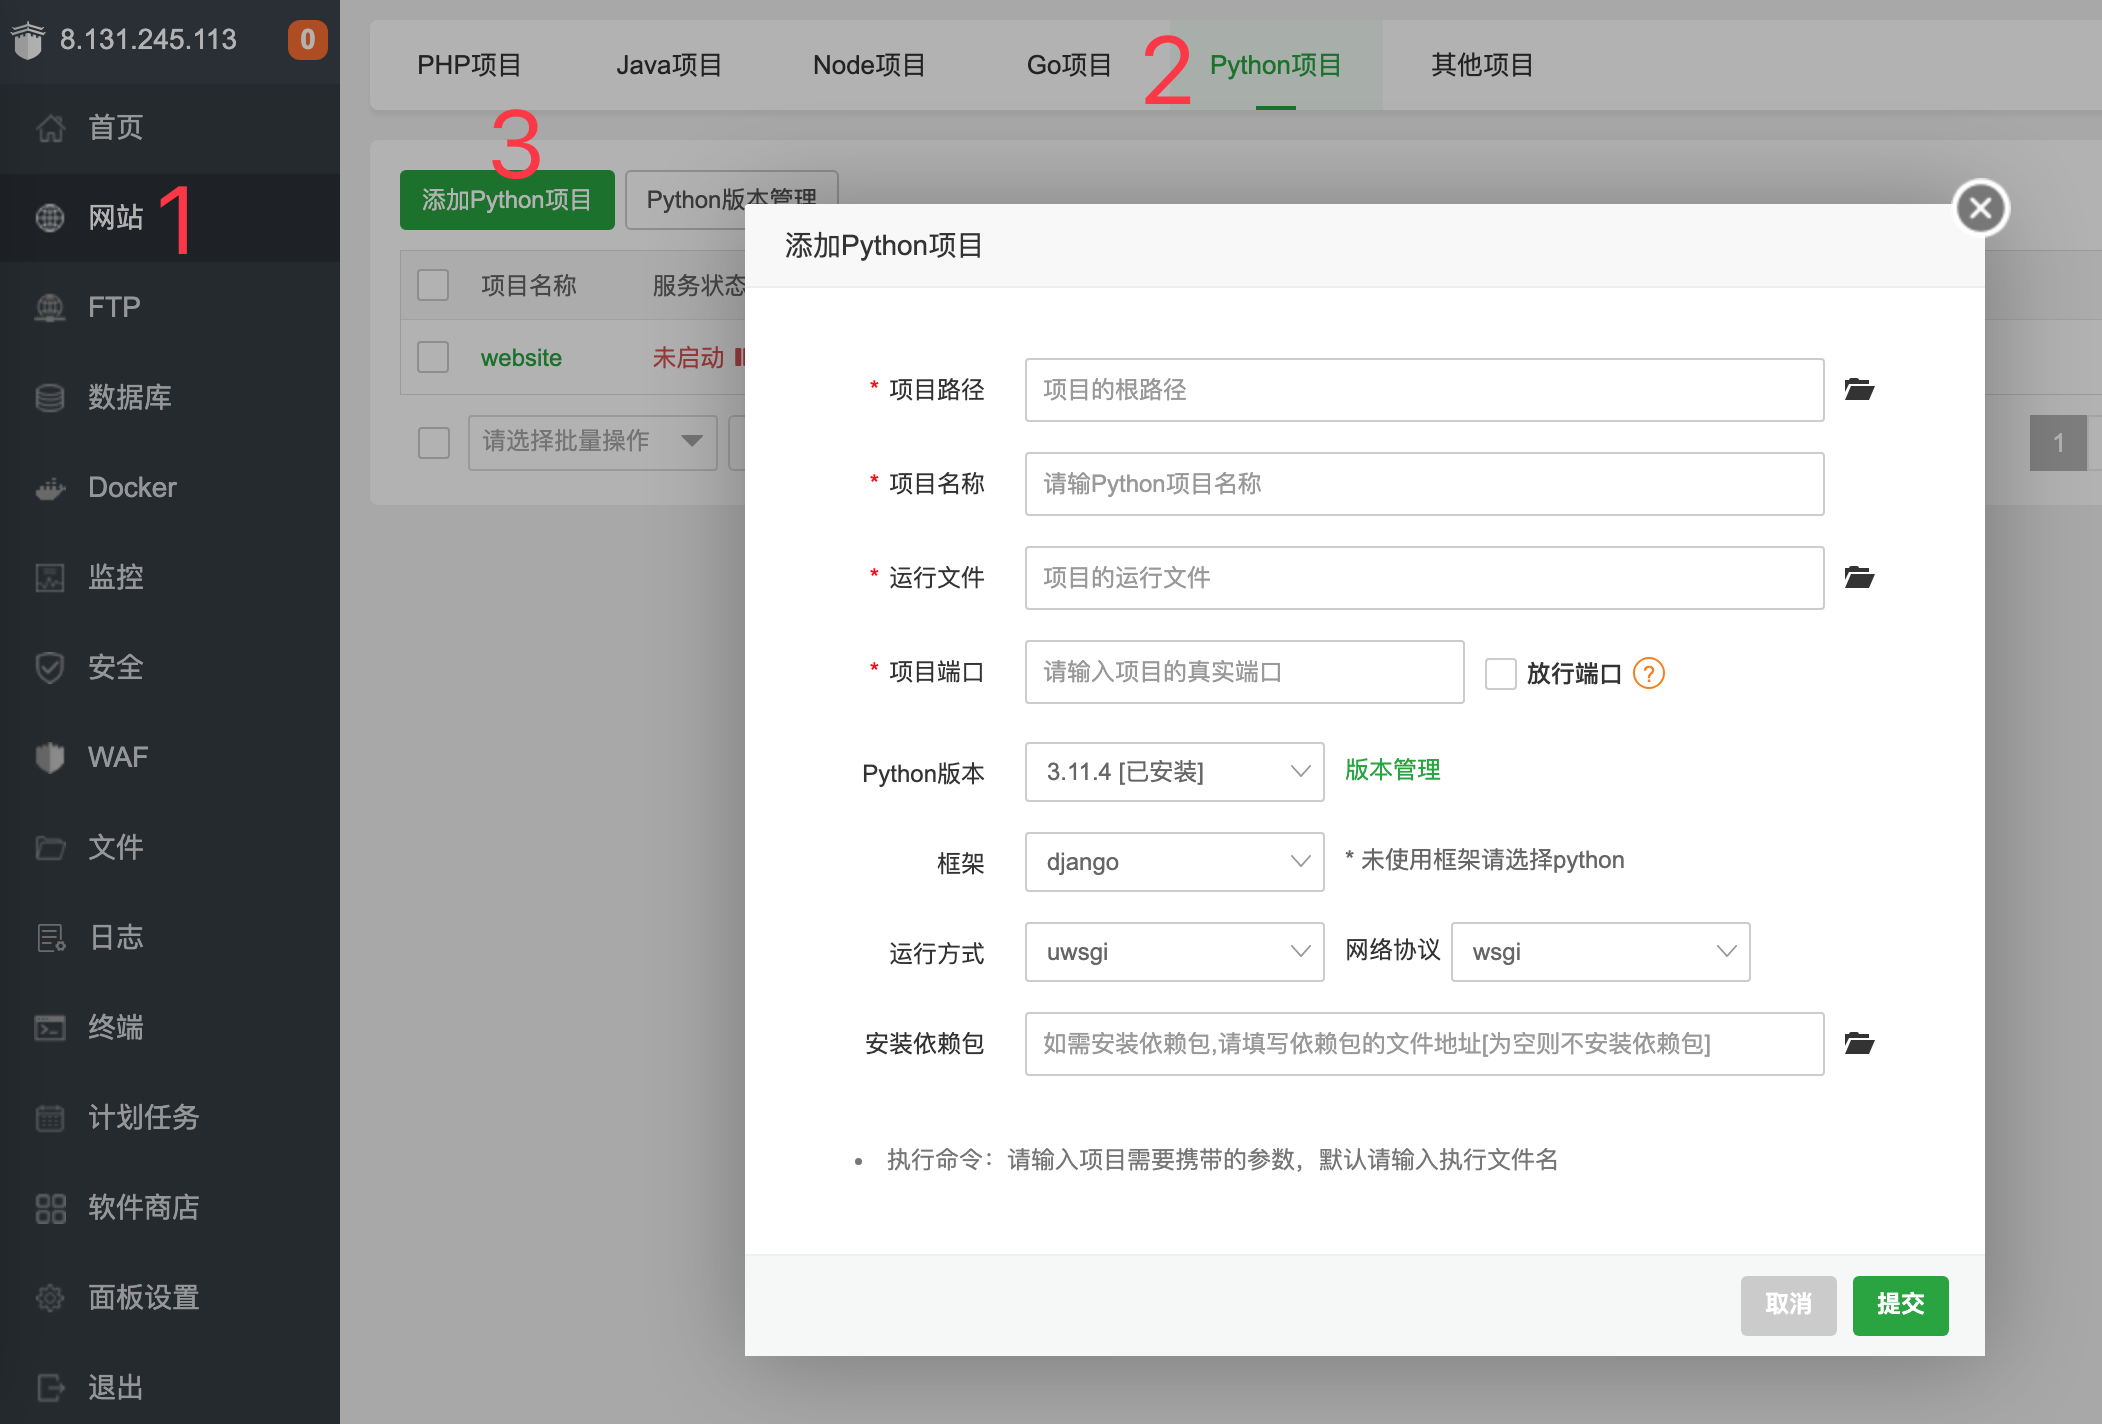 8.131.245.113 0
首页
网站 1
FTP
数据库
Docker
监控
安全
WAF
文件
日志
终端
计划任务
软件商店
面板设置
退出
PHP项目 Java项目 Node项目 Go项目 2 Python项目 其他项目
3
添加Python项目 Python版本管理
项目名称 服务状态
website 未启动
请选择批量操作
1
添加Python项目
* 项目路径 项目的根路径
* 项目名称 请输Python项目名称
* 运行文件 项目的运行文件
* 项目端口 请输入项目的真实端口 放行端口 ?
Python版本 3.11.4 [已安装] 版本管理
框架 django * 未使用框架请选择python
运行方式 uwsgi 网络协议 wsgi
安装依赖包 如需安装依赖包,请填写依赖包的文件地址[为空则不安装依赖包]
• 执行命令：请输入项目需要携带的参数，默认请输入执行文件名
取消 提交